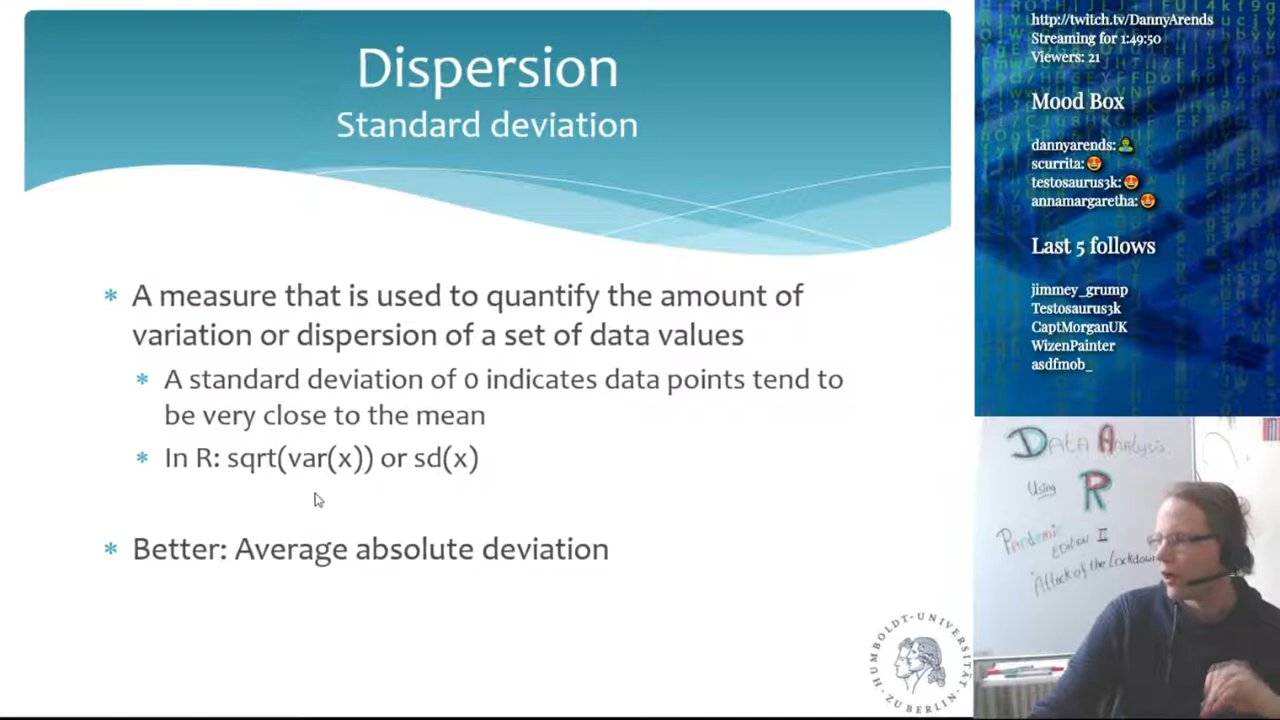 Dispersion
Standard deviation
* A measure that is used to quantify the amount of
variation or dispersion of a set of data values
* A standard deviation of 0 indicates data points tend to
be very close to the mean
* In R: sqrt(var(x)) or sd(x)
* Better: Average absolute deviation
HUMBOLDT-UNIVERSITÄT
ZU BERLIN
http://twitch.tv/DannyArends
Streaming for 1:49:50
Viewers: 21
Mood Box
dannyarends:
scurrita:
testosaurus3k:
annamargaretha:
Last 5 follows
jimmey_grump
Testosaurus3k
CaptMorganUK
WizenPainter
asdfmob_
DATA ANALYSIS
Using R
Pandemic
EDITION II
"Attack of the Lockdown